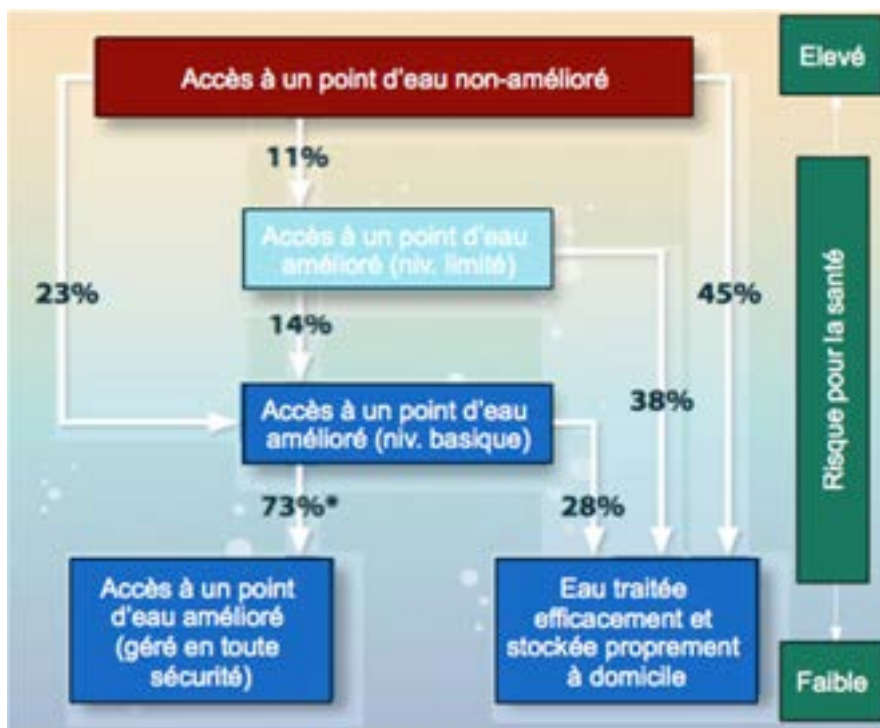 Accès à un point d'eau non-amélioré
Elevé
11%
Accès à un point d'eau
amélioré (niv. limité)
23%
45%
14%
38%
Accès à un point d'eau
amélioré (niv. basique)
Risque pour la santé
73%*
28%
Accès à un point
d'eau amélioré
(géré en toute
sécurité)
Eau traitée
efficacement et
stockée proprement
à domicile
Faible